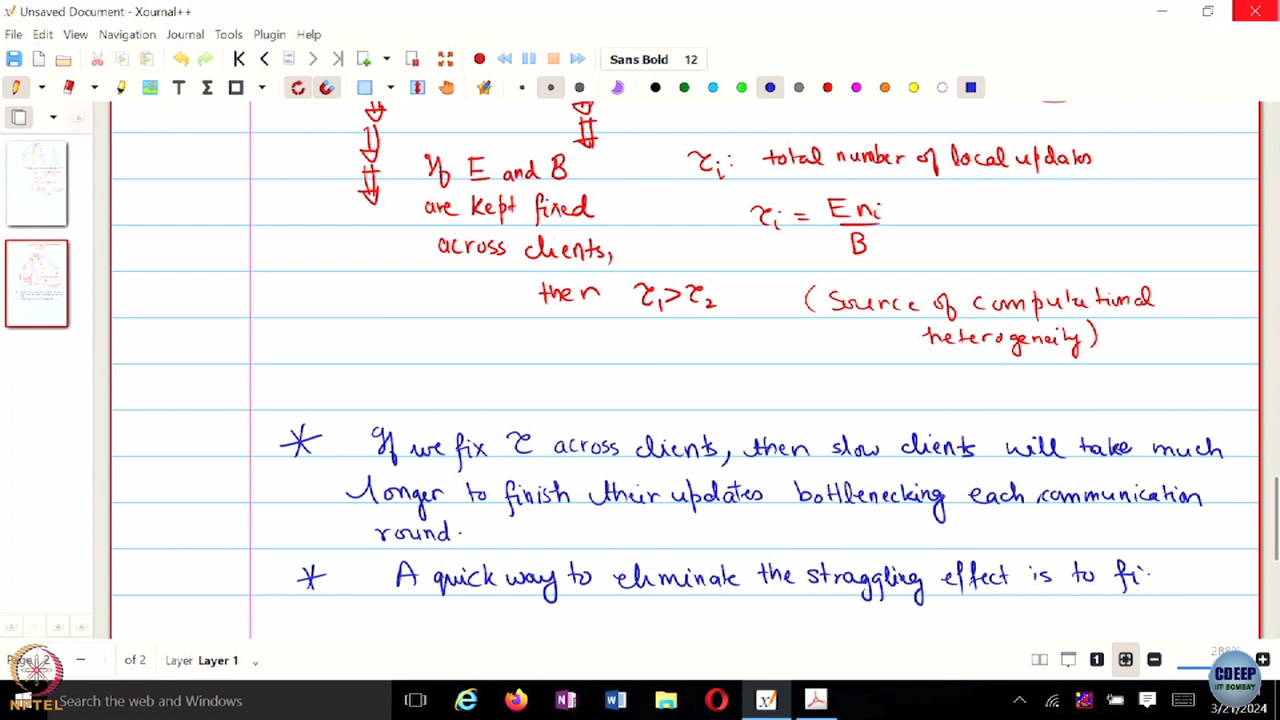 Unsaved Document - Xournal++
File Edit View Navigation Journal Tools Plugin Help
Sans Bold 12
If E and B
are kept fixed
across clients,
then τ₁>τ₂
τᵢ: total number of local updates
τᵢ = E nᵢ / B
(Source of computational
heterogeneity)
* If we fix τ across clients, then slow clients will take much
longer to finish their updates bottlenecking each communication
round.
* A quick way to eliminate the straggling effect is to fi
of 2 Layer Layer 1
288%
Search the web and Windows
NPTEL
CDEEP
IIT BOMBAY
3/21/2024